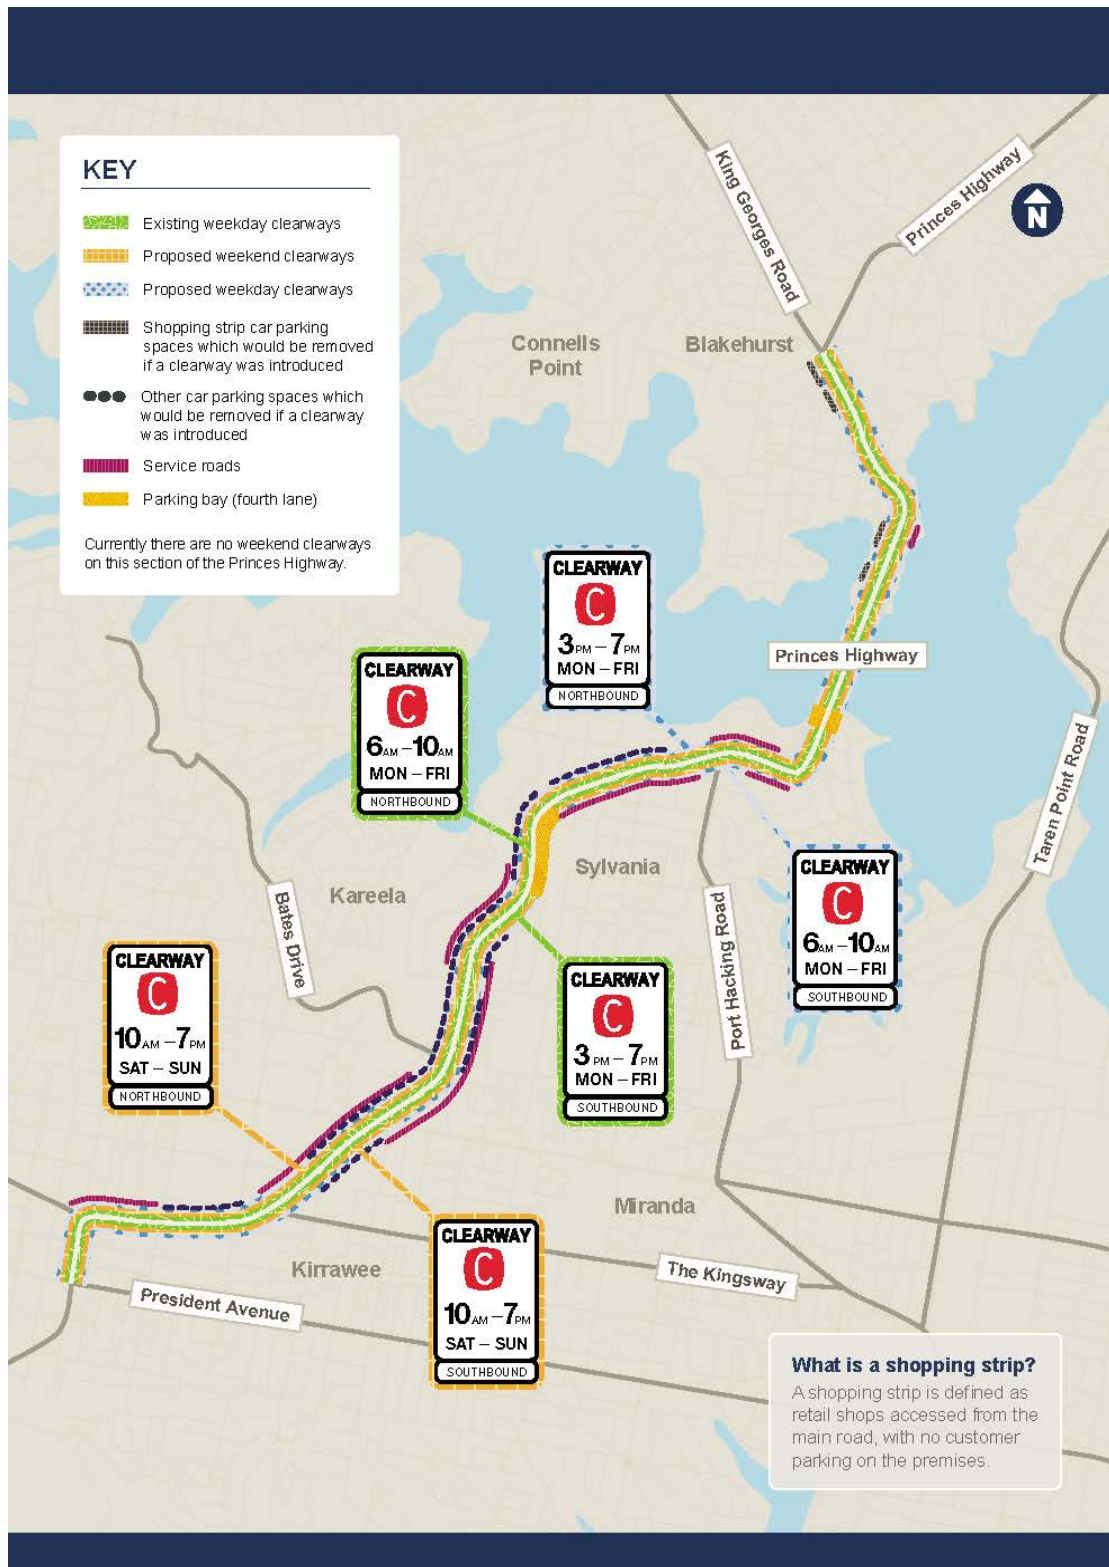 KEY
Existing weekday clearways
Proposed weekend clearways
Proposed weekday clearways
Shopping strip car parking
spaces which would be removed
if a clearway was introduced
Other car parking spaces which
would be removed if a clearway
was introduced
Service roads
Parking bay (fourth lane)
Currently there are no weekend clearways
on this section of the Princes Highway.
King Georges Road
Princes Highway
N
Connells
Point
Blakehurst
CLEARWAY
C
3PM – 7PM
MON – FRI
NORTHBOUND
Princes Highway
CLEARWAY
C
6AM – 10AM
MON – FRI
NORTHBOUND
Taren Point Road
Sylvania
Kareela
Bates Drive
Port Hacking Road
CLEARWAY
C
6AM – 10AM
MON – FRI
SOUTHBOUND
CLEARWAY
C
10AM – 7PM
SAT – SUN
NORTHBOUND
CLEARWAY
C
3PM – 7PM
MON – FRI
SOUTHBOUND
Miranda
Kirrawee
The Kingsway
President Avenue
CLEARWAY
C
10AM – 7PM
SAT – SUN
SOUTHBOUND
What is a shopping strip?
A shopping strip is defined as
retail shops accessed from the
main road, with no customer
parking on the premises.